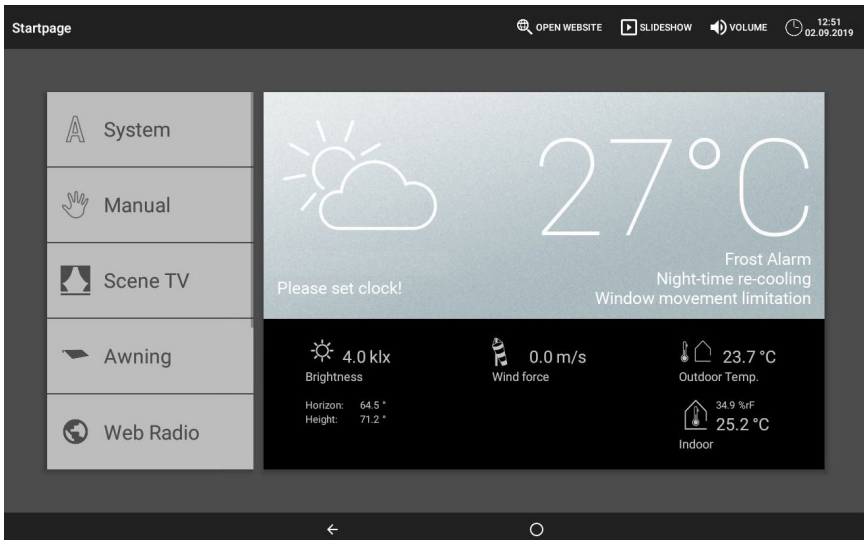 Startpage
OPEN WEBSITE
SLIDESHOW
VOLUME
12:51
02.09.2019
System
Manual
Scene TV
Awning
Web Radio
27°C
Frost Alarm
Night-time re-cooling
Window movement limitation
Please set clock!
4.0 klx
Brightness
Horizon: 64.5 °
Height: 71.2 °
0.0 m/s
Wind force
23.7 °C
Outdoor Temp.
34.9 %rF
25.2 °C
Indoor